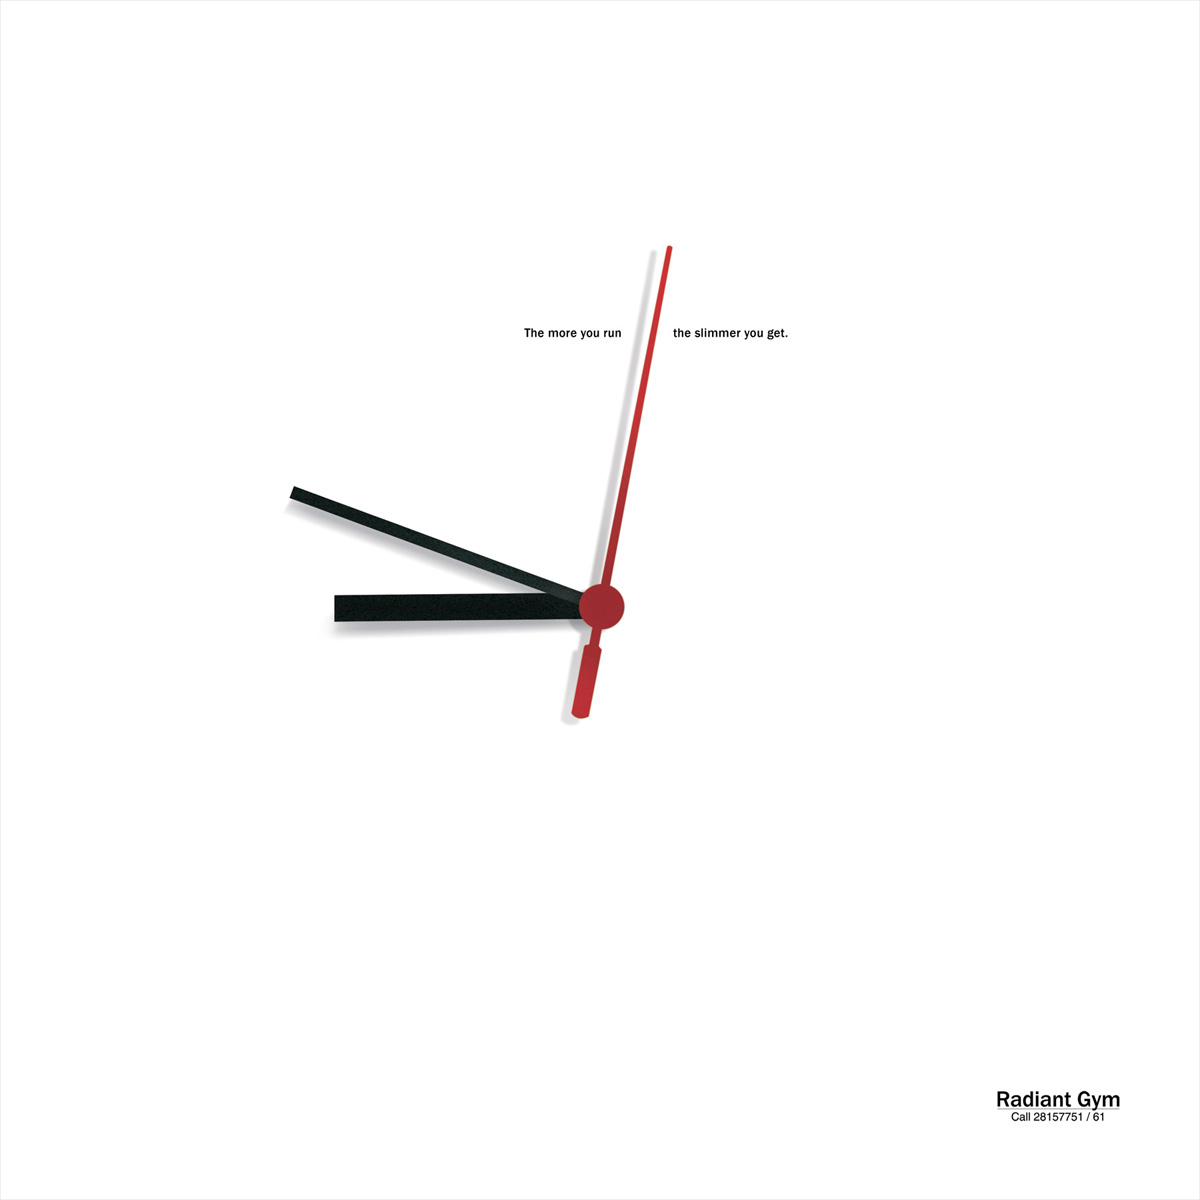 The more you run the slimmer you get.
Radiant Gym
Call 28157751 / 61